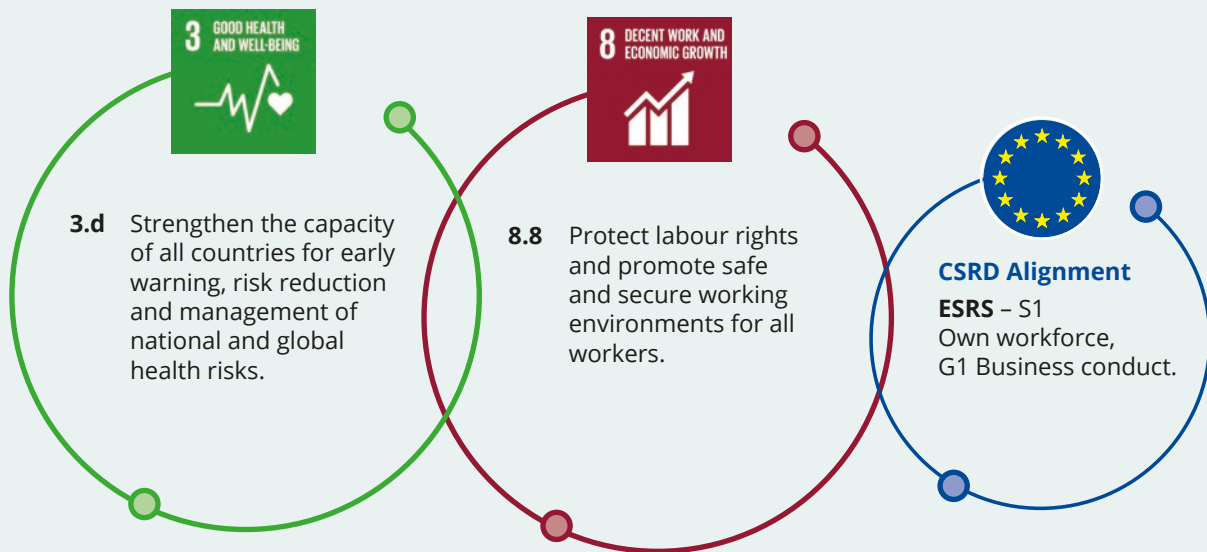 3 GOOD HEALTH
AND WELL-BEING
3.d Strengthen the capacity
of all countries for early
warning, risk reduction
and management of
national and global
health risks.
8 DECENT WORK AND
ECONOMIC GROWTH
8.8 Protect labour rights
and promote safe
and secure working
environments for all
workers.
CSRD Alignment
ESRS – S1
Own workforce,
G1 Business conduct.